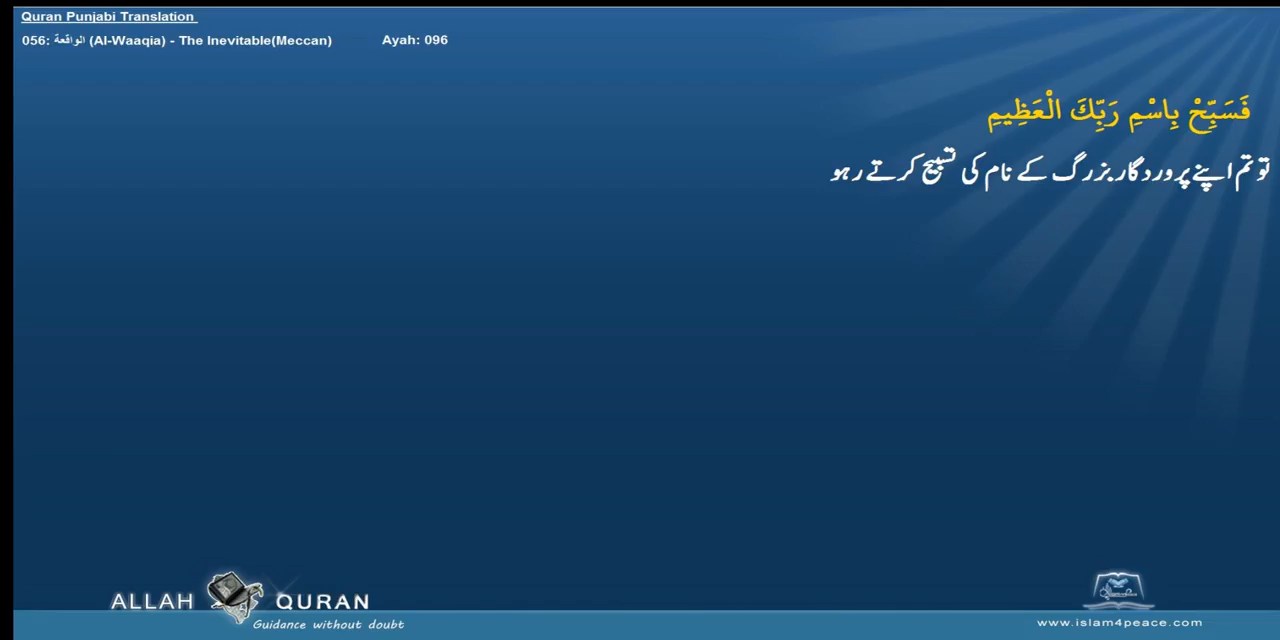 Quran Punjabi Translation
056: الواقعة (Al-Waaqia) - The Inevitable(Meccan) Ayah: 096
فَسَبِّحْ بِاسْمِ رَبِّكَ الْعَظِيمِ
تو تم اپنے پروردگار بزرگ کے نام کی تسبیح کرتے رہو
ALLAH QURAN
Guidance without doubt
www.islam4peace.com